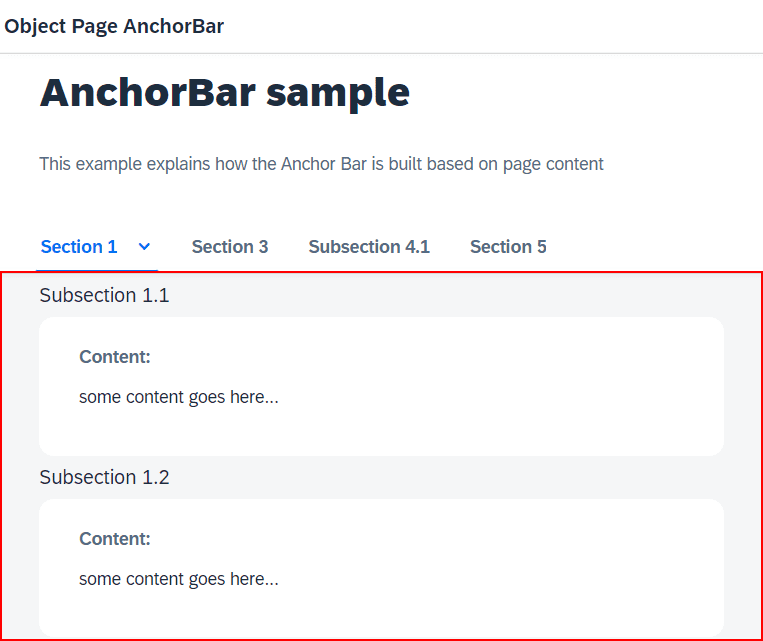 Object Page AnchorBar
AnchorBar sample
This example explains how the Anchor Bar is built based on page content
Section 1 Section 3 Subsection 4.1 Section 5
Subsection 1.1
Content:
some content goes here...
Subsection 1.2
Content:
some content goes here...